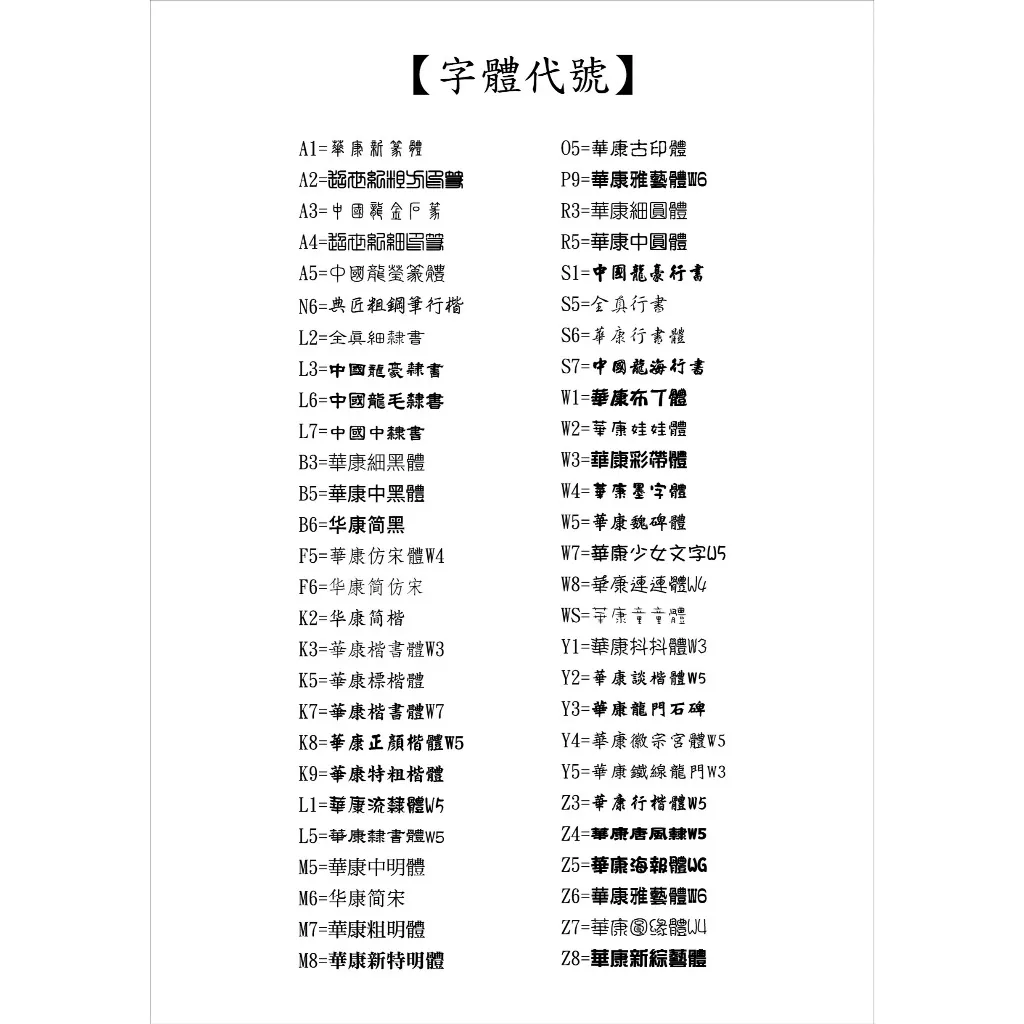 【字體代號】
A1=華康新篆體
A2=超世紀粗方印篆
A3=中國龍金石篆
A4=超世紀細印篆
A5=中國龍瑩篆體
N6=典匠粗鋼筆行楷
L2=全真細隸書
L3=中國龍豪隸書
L6=中國龍毛隸書
L7=中國中隸書
B3=華康細黑體
B5=華康中黑體
B6=华康简黑
F5=華康仿宋體W4
F6=华康简仿宋
K2=华康简楷
K3=華康楷書體W3
K5=華康標楷體
K7=華康楷書體W7
K8=華康正顏楷體W5
K9=華康特粗楷體
L1=華康流隸體W5
L5=華康隸書體W5
M5=華康中明體
M6=华康简宋
M7=華康粗明體
M8=華康新特明體
O5=華康古印體
P9=華康雅藝體W6
R3=華康細圓體
R5=華康中圓體
S1=中國龍豪行書
S5=全真行書
S6=華康行書體
S7=中國龍海行書
W1=華康布丁體
W2=華康娃娃體
W3=華康彩帶體
W4=華康墨字體
W5=華康魏碑體
W7=華康少女文字W5
W8=華康連連體W4
WS=華康童童體
Y1=華康抖抖體W3
Y2=華康談楷體W5
Y3=華康龍門石碑
Y4=華康徽宗宮體W5
Y5=華康鐵線龍門W3
Z3=華康行楷體W5
Z4=華康唐風隸W5
Z5=華康海報體WG
Z6=華康雅藝體W6
Z7=華康圓緣體W4
Z8=華康新綜藝體